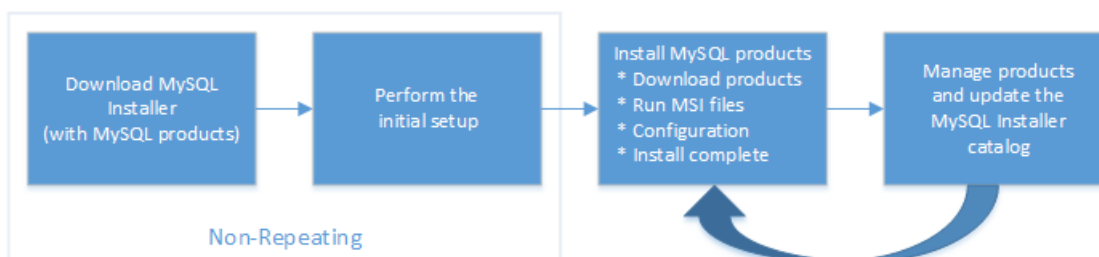 Download MySQL
Installer
(with MySQL products)
Perform the
initial setup
Install MySQL products
* Download products
* Run MSI files
* Configuration
* Install complete
Manage products
and update the
MySQL Installer
catalog
Non-Repeating